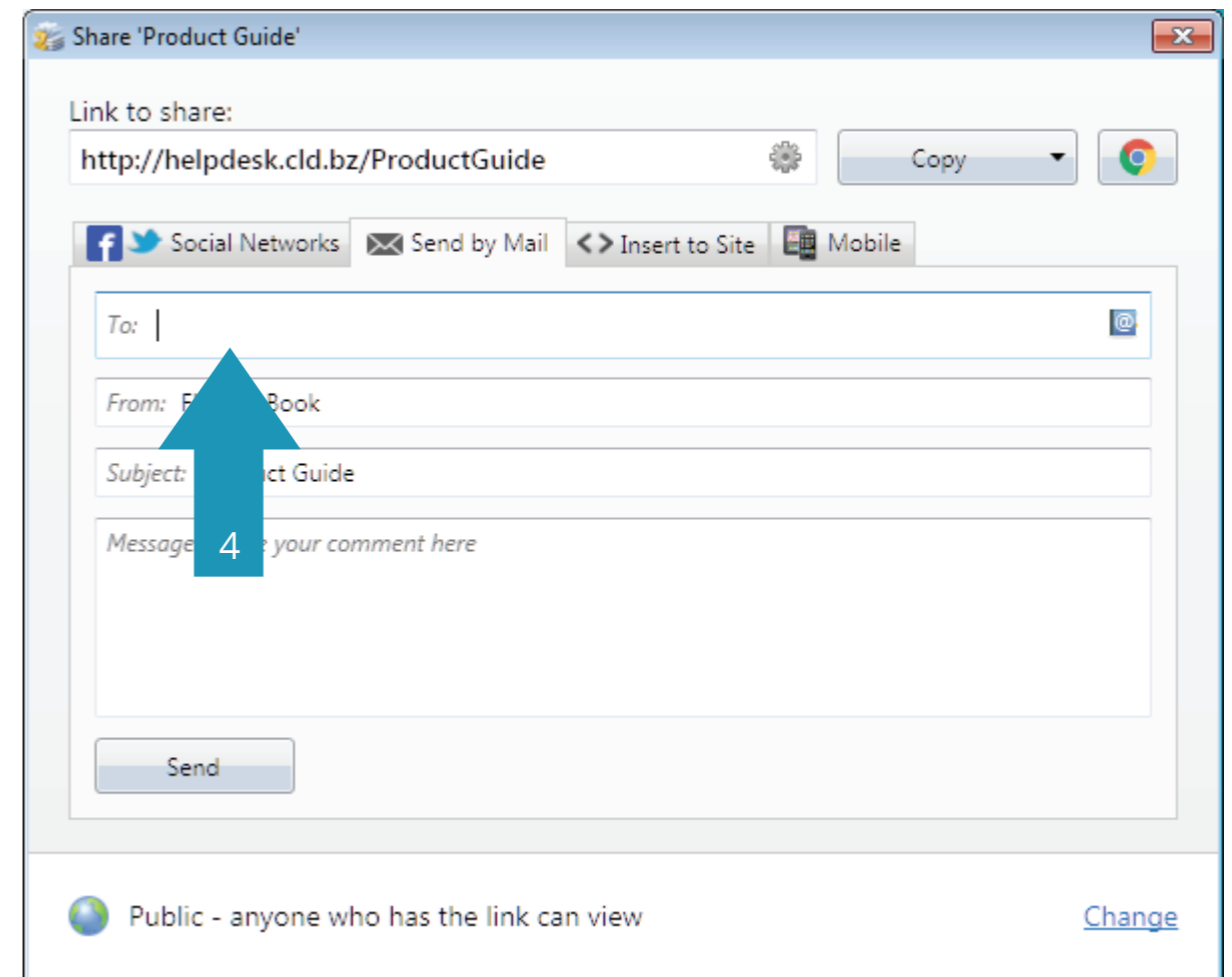 Share 'Product Guide'
Link to share:
http://helpdesk.cld.bz/ProductGuide
Copy
Social Networks
Send by Mail
<> Insert to Site
Mobile
To:
From: Book
Subject: Guide
Message your comment here
4
Send
Public - anyone who has the link can view
Change